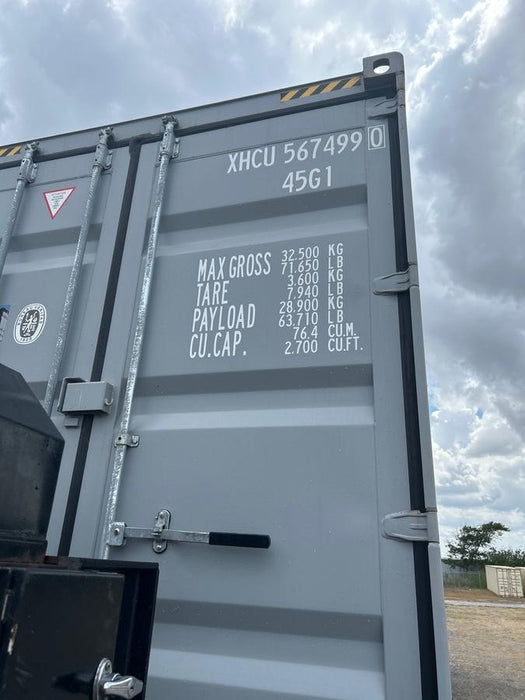 XHCU 567499 0
45G1
MAX GROSS 32.500 KG
71.650 LB
TARE 3.600 KG
7.940 LB
PAYLOAD 28.900 KG
63.710 LB
CU.CAP. 76.4 CU.M.
2.700 CU.FT.